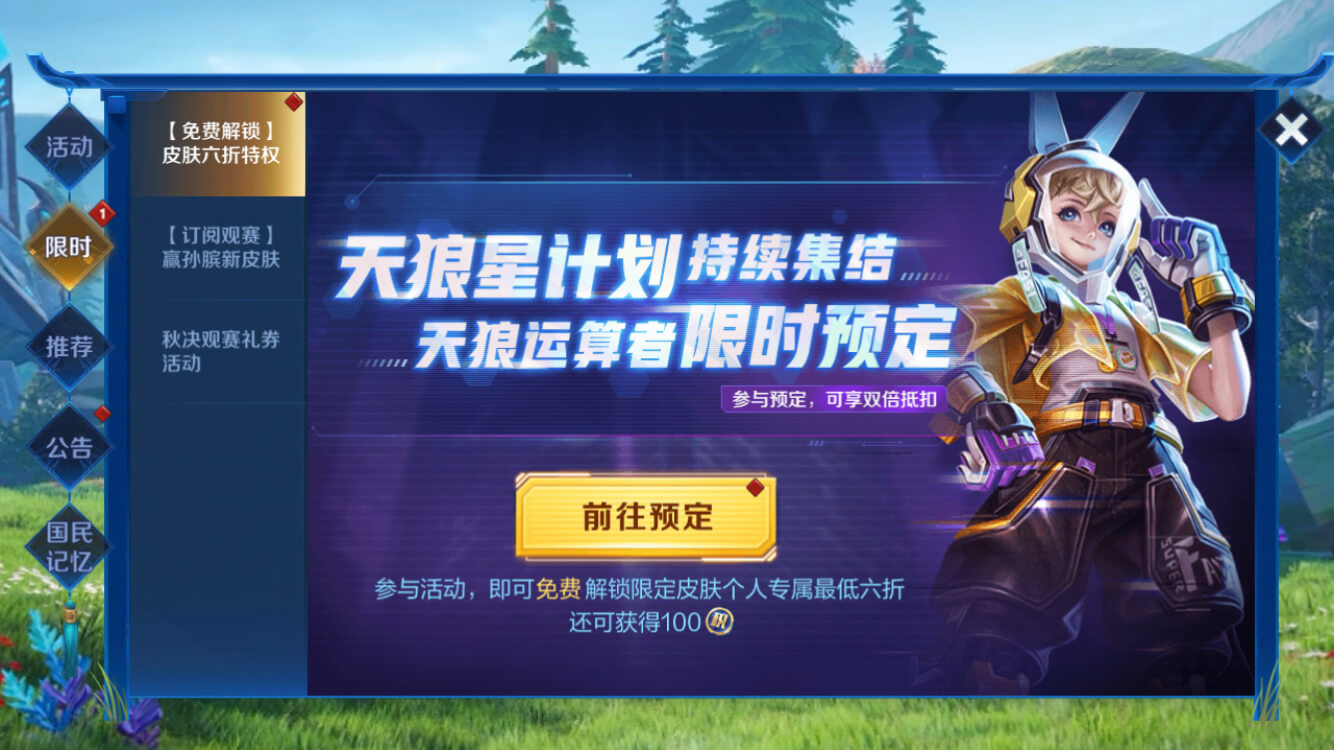 活动
限时
1
推荐
公告
国民
记忆
【免费解锁】
皮肤六折特权
【订阅观赛】
赢孙膑新皮肤
秋决观赛礼券
活动
天狼星计划持续集结
天狼运算者限时预定
参与预定，可享双倍抵扣
前往预定
参与活动，即可免费解锁限定皮肤个人专属最低六折
还可获得100积
SUPER